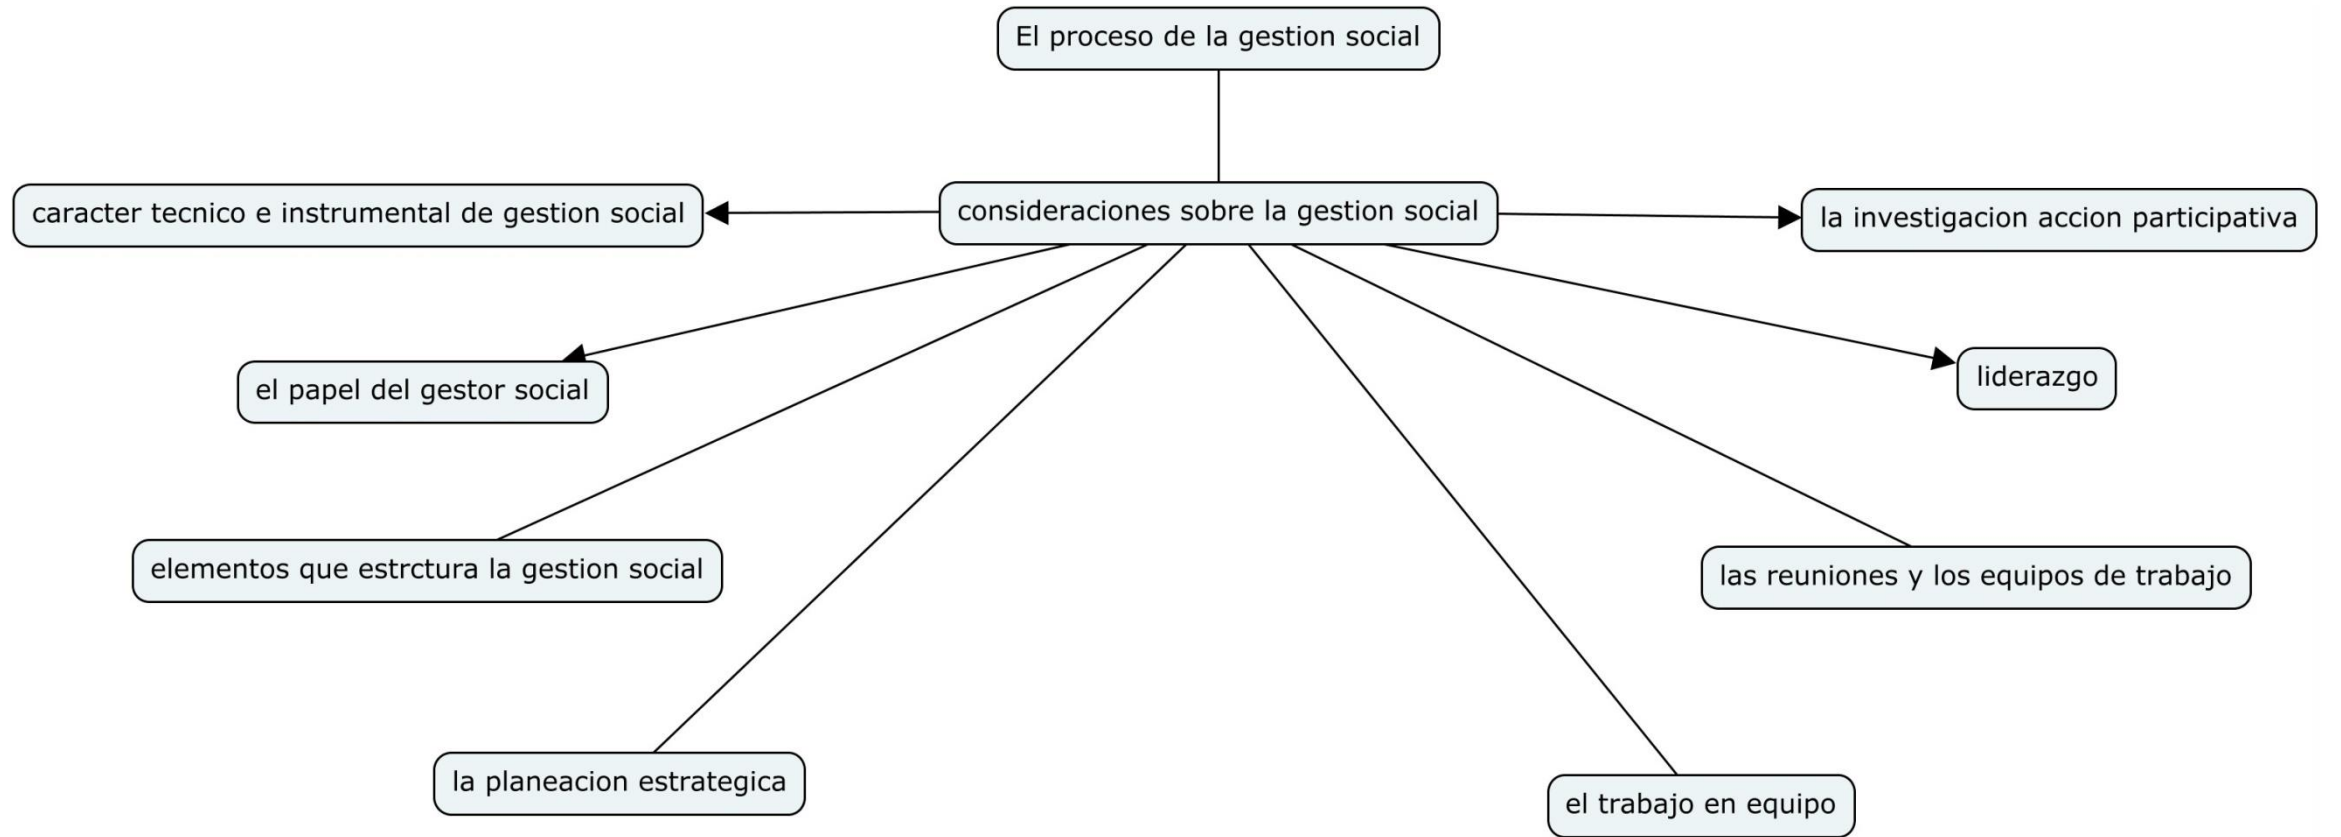 El proceso de la gestion social
caracter tecnico e instrumental de gestion social
consideraciones sobre la gestion social
la investigacion accion participativa
el papel del gestor social
liderazgo
elementos que estrctura la gestion social
las reuniones y los equipos de trabajo
la planeacion estrategica
el trabajo en equipo